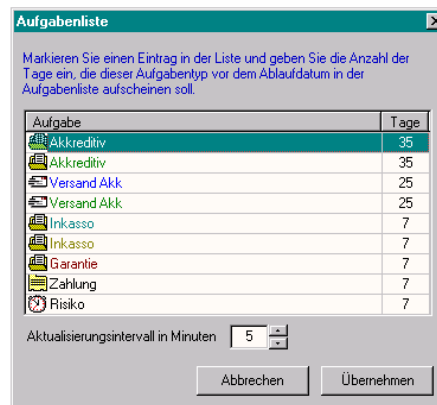 Aufgabenliste
Markieren Sie einen Eintrag in der Liste und geben Sie die Anzahl der
Tage ein, die dieser Aufgabentyp vor dem Ablaufdatum in der
Aufgabenliste aufscheinen soll.
Aufgabe Tage
Akkreditiv 35
Akkreditiv 35
Versand Akk 25
Versand Akk 25
Inkasso 7
Inkasso 7
Garantie 7
Zahlung 7
Risiko 7
Aktualisierungsintervall in Minuten 5
Abbrechen Übernehmen